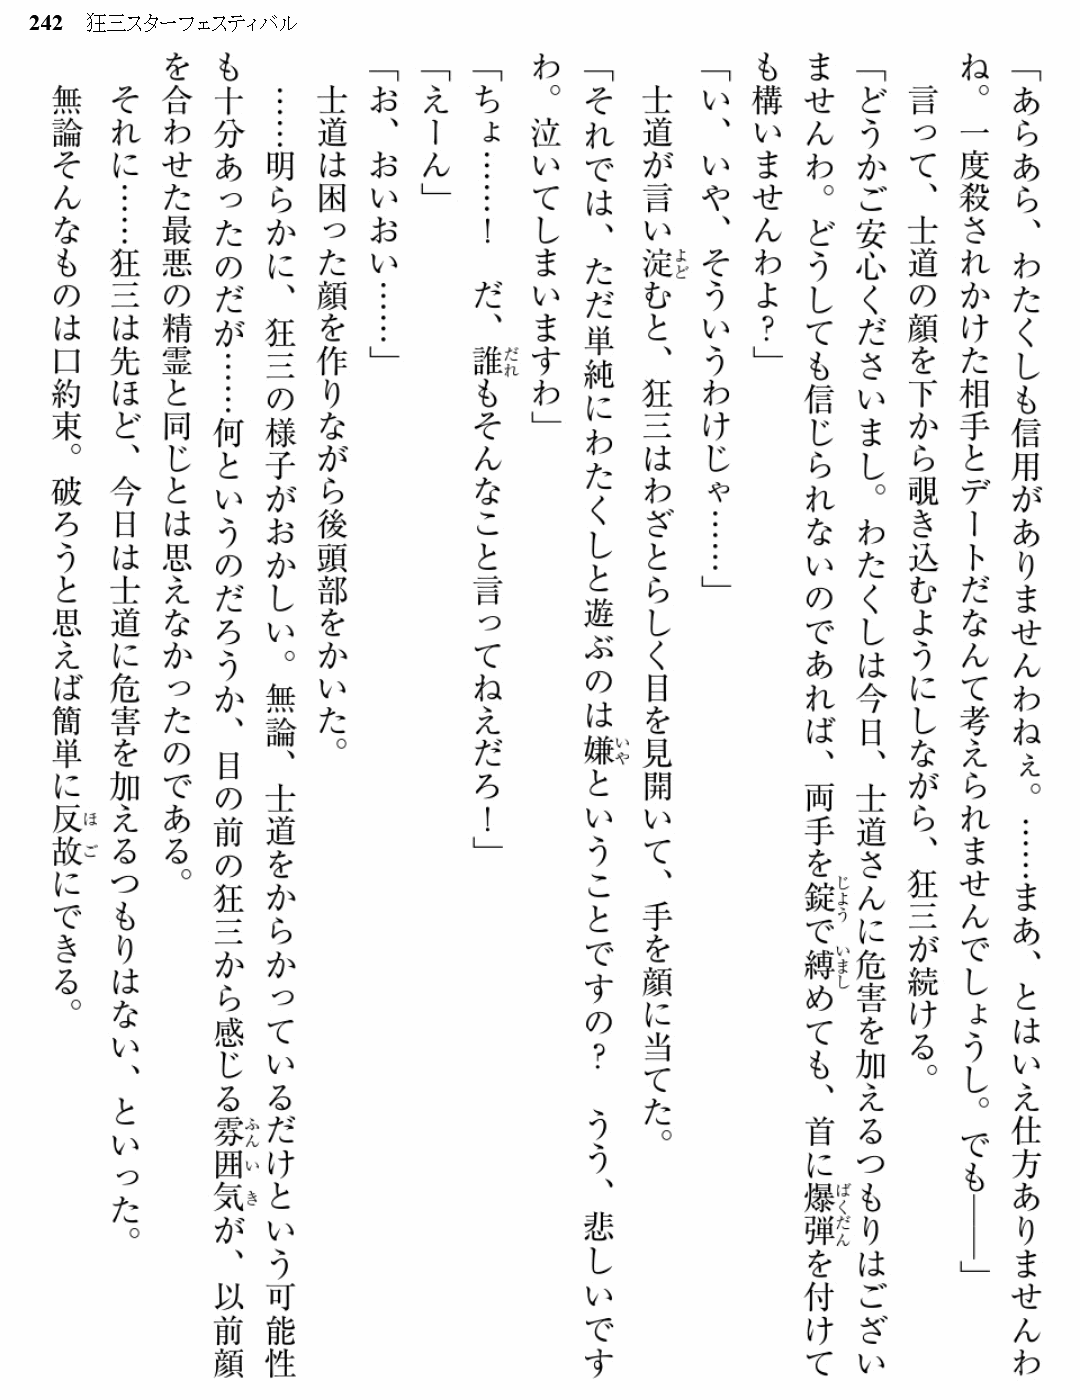 242 狂三スターフェスティバル
「あらあら、わたくしも信用がありませんわねぇ。……まあ、とはいえ仕方ありませんわ
ね。一度殺されかけた相手とデートだなんて考えられませんでしょうし。でも――」
　言って、士道の顔を下から覗き込むようにしながら、狂三が続ける。
「どうかご安心くださいまし。わたくしは今日、士道さんに危害を加えるつもりはござい
ませんわ。どうしても信じられないのであれば、両手を錠で縛めても、首に爆弾を付けて
も構いませんわよ？」
「い、いや、そういうわけじゃ……」
　士道が言い淀むと、狂三はわざとらしく目を見開いて、手を顔に当てた。
「それでは、ただ単純にわたくしと遊ぶのは嫌ということですの？　うう、悲しいです
わ。泣いてしまいますわ」
「ちょ……！　だ、誰もそんなこと言ってねえだろ！」
「えーん」
「お、おいおい……」
　士道は困った顔を作りながら後頭部をかいた。
　……明らかに、狂三の様子がおかしい。無論、士道をからかっているだけという可能性
も十分あったのだが……何というのだろうか、目の前の狂三から感じる雰囲気が、以前顔
を合わせた最悪の精霊と同じとは思えなかったのである。
　それに……狂三は先ほど、今日は士道に危害を加えるつもりはない、といった。
　無論そんなものは口約束。破ろうと思えば簡単に反故にできる。